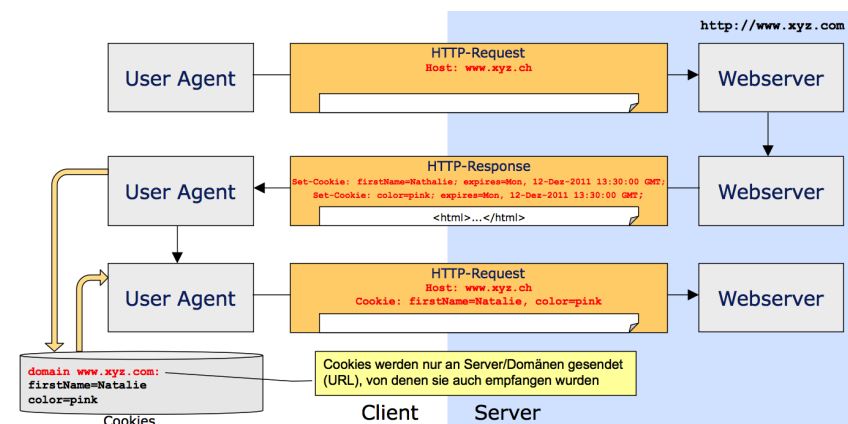 http://www.xyz.com
User Agent
HTTP-Request
Host: www.xyz.ch
Webserver
User Agent
HTTP-Response
Set-Cookie: firstName=Nathalie; expires=Mon, 12-Dez-2011 13:30:00 GMT;
Set-Cookie: color=pink; expires=Mon, 12-Dez-2011 13:30:00 GMT;
<html>...</html>
Webserver
User Agent
HTTP-Request
Host: www.xyz.ch
Cookie: firstName=Natalie, color=pink
Webserver
domain www.xyz.com:
firstName=Natalie
color=pink
Cookies
Cookies werden nur an Server/Domänen gesendet
(URL), von denen sie auch empfangen wurden
Client
Server